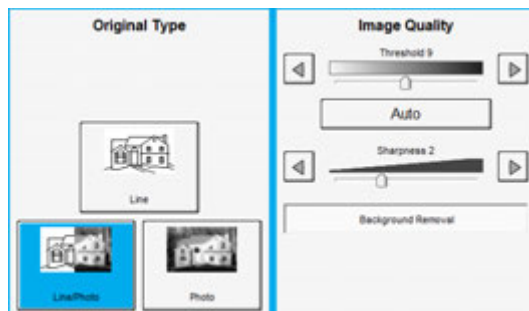 Original Type
Line
Line/Photo
Photo
Image Quality
Threshold 9
Auto
Sharpness 2
Background Removal